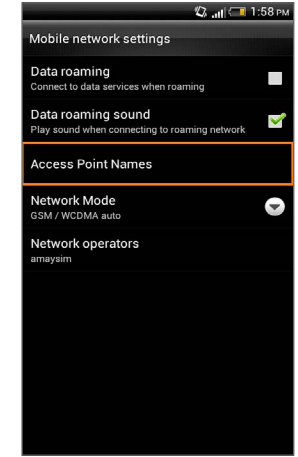 1:58 PM
Mobile network settings
Data roaming
Connect to data services when roaming
Data roaming sound
Play sound when connecting to roaming network
Access Point Names
Network Mode
GSM / WCDMA auto
Network operators
amaysim